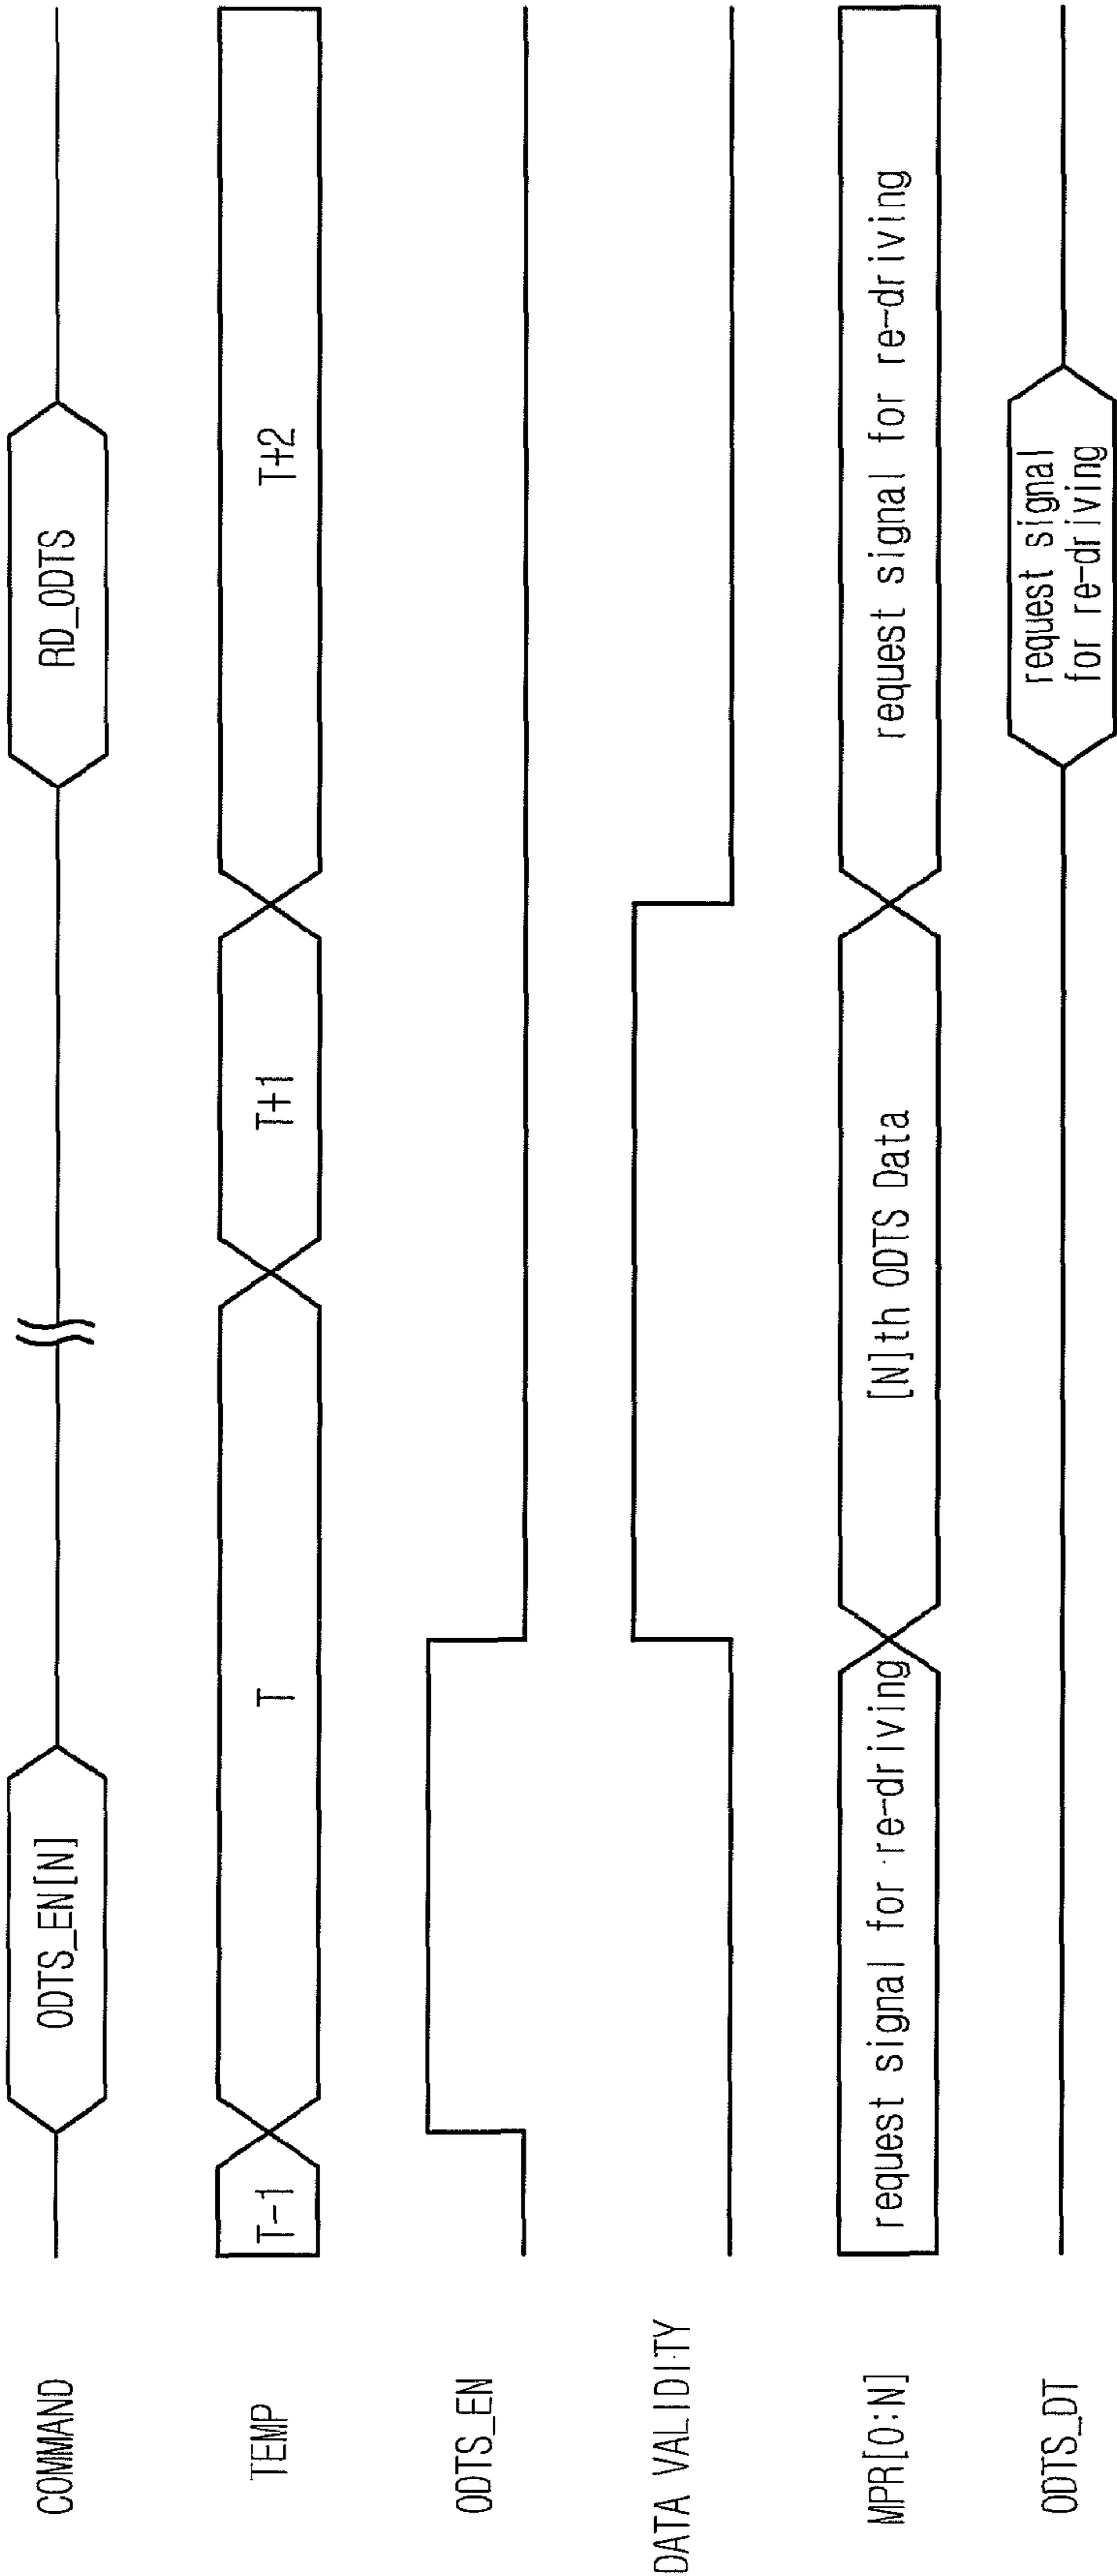 COMMAND
ODTS_EN[N]
RD_ODTS
TEMP
T-1
T
T+1
T+2
ODTS_EN
DATA VALIDITY
MPR[0:N]
request signal for re-driving
[N]th ODTS Data
request signal for re-driving
ODTS_DT
request signal
for re-driving